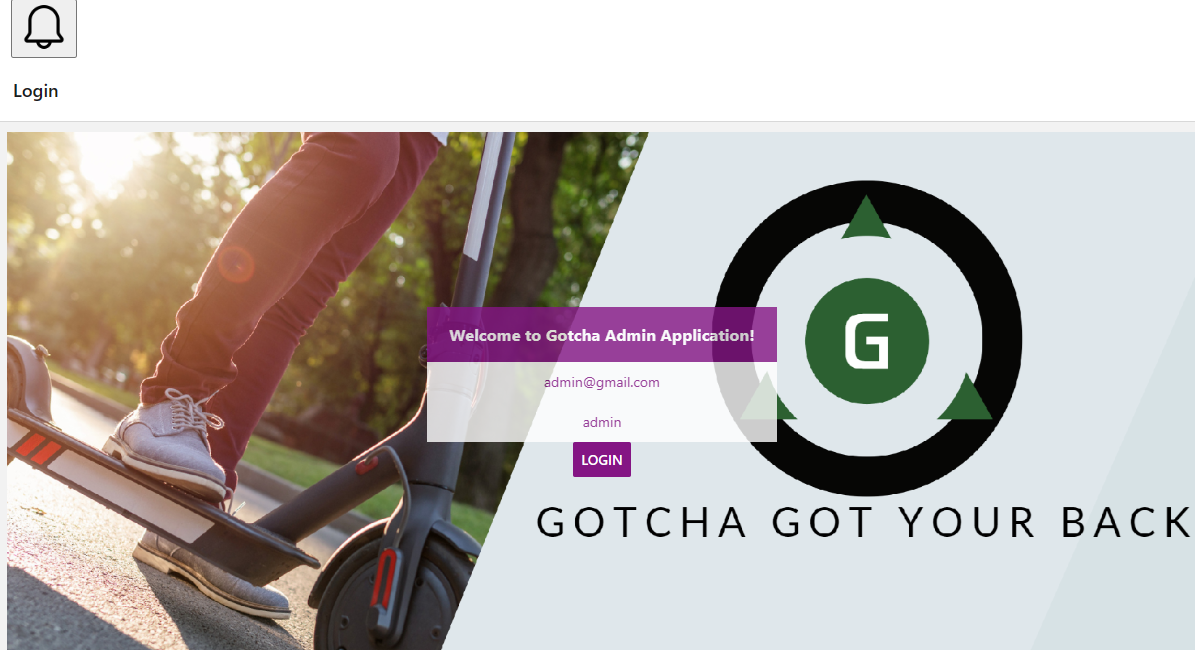 Login
Welcome to Gotcha Admin Application!
admin@gmail.com
admin
LOGIN
G
GOTCHA GOT YOUR BACK